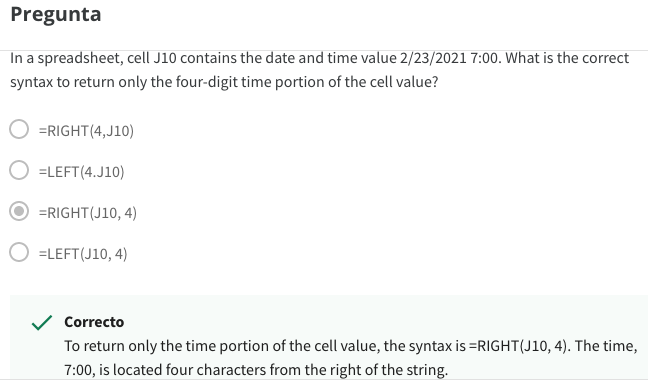 Pregunta
In a spreadsheet, cell J10 contains the date and time value 2/23/2021 7:00. What is the correct
syntax to return only the four-digit time portion of the cell value?
=RIGHT(4,J10)
=LEFT(4.J10)
=RIGHT(J10, 4)
=LEFT(J10, 4)
Correcto
To return only the time portion of the cell value, the syntax is =RIGHT(J10, 4). The time,
7:00, is located four characters from the right of the string.